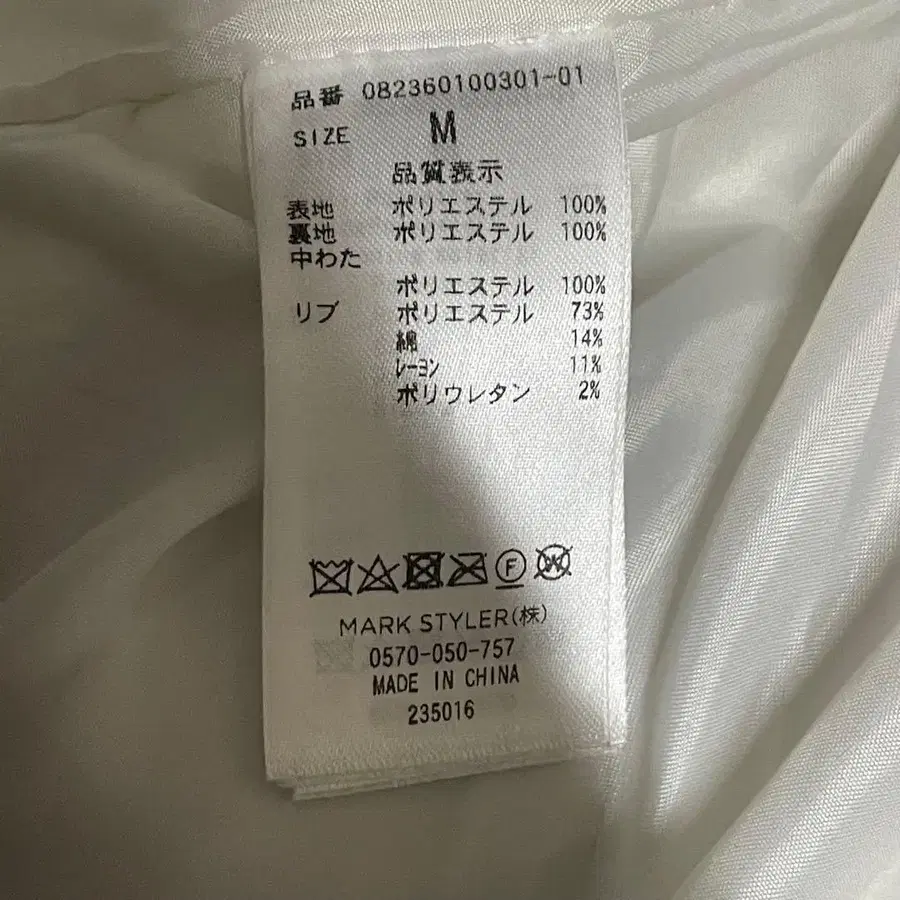 品番 082360100301-01
SIZE M
品質表示
表地 ポリエステル 100%
裏地 ポリエステル 100%
中わた
ポリエステル 100%
リブ ポリエステル 73%
綿 14%
レーヨン 11%
ポリウレタン 2%
F W
MARK STYLER(株)
0570-050-757
MADE IN CHINA
235016